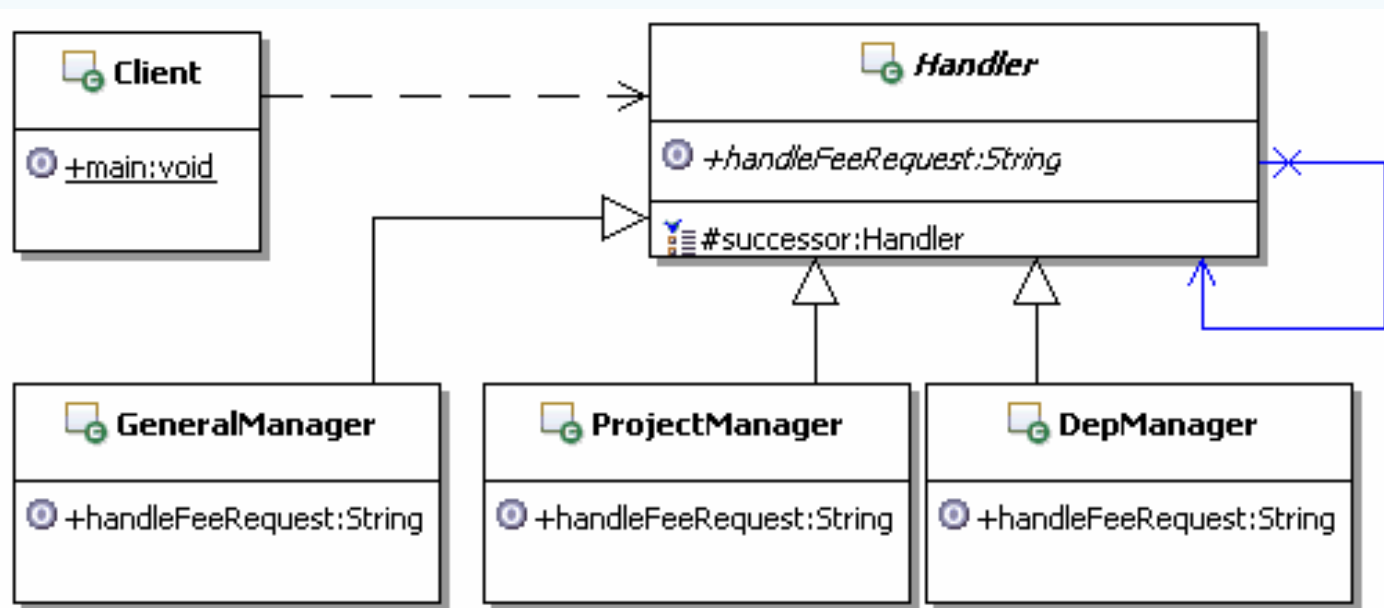 Client
+main:void
Handler
+handleFeeRequest:String
#successor:Handler
GeneralManager
+handleFeeRequest:String
ProjectManager
+handleFeeRequest:String
DepManager
+handleFeeRequest:String